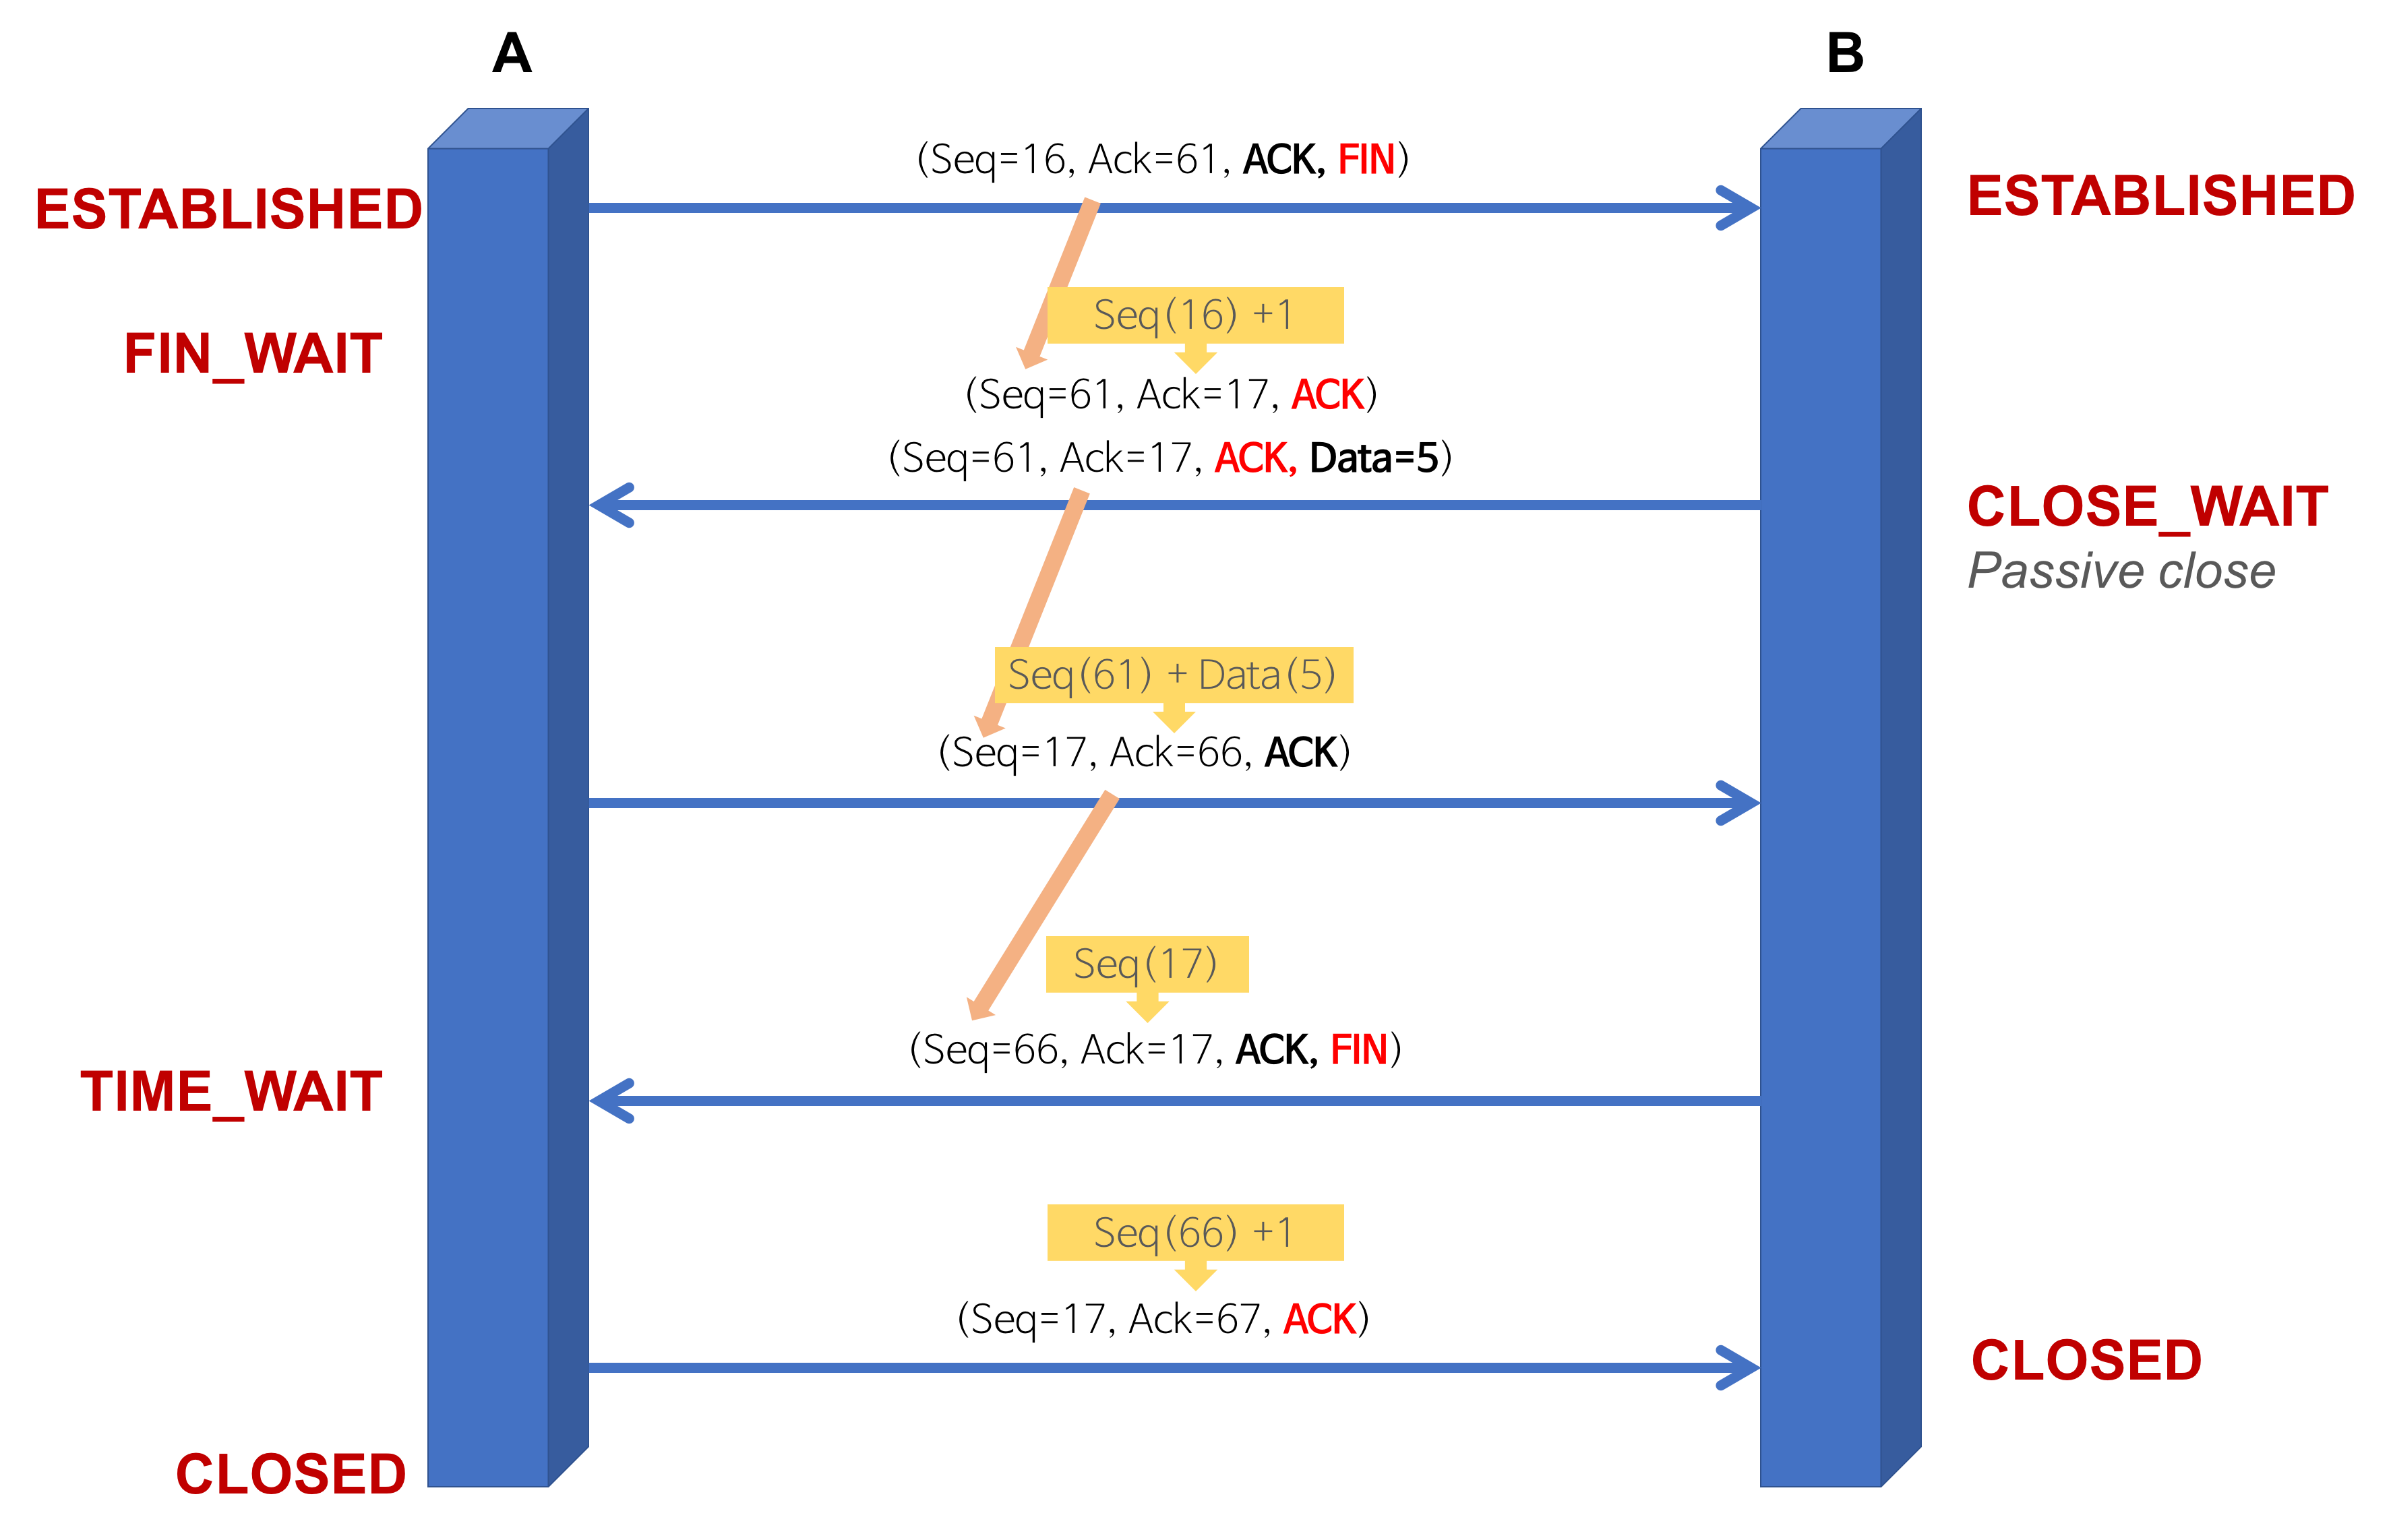 A
B
(Seq=16, Ack=61, ACK, FIN)
ESTABLISHED
ESTABLISHED
Seq(16) +1
FIN_WAIT
(Seq=61, Ack=17, ACK)
(Seq=61, Ack=17, ACK, Data=5)
CLOSE_WAIT
Passive close
Seq(61) + Data(5)
(Seq=17, Ack=66, ACK)
Seq(17)
(Seq=66, Ack=17, ACK, FIN)
TIME_WAIT
Seq(66) +1
(Seq=17, Ack=67, ACK)
CLOSED
CLOSED